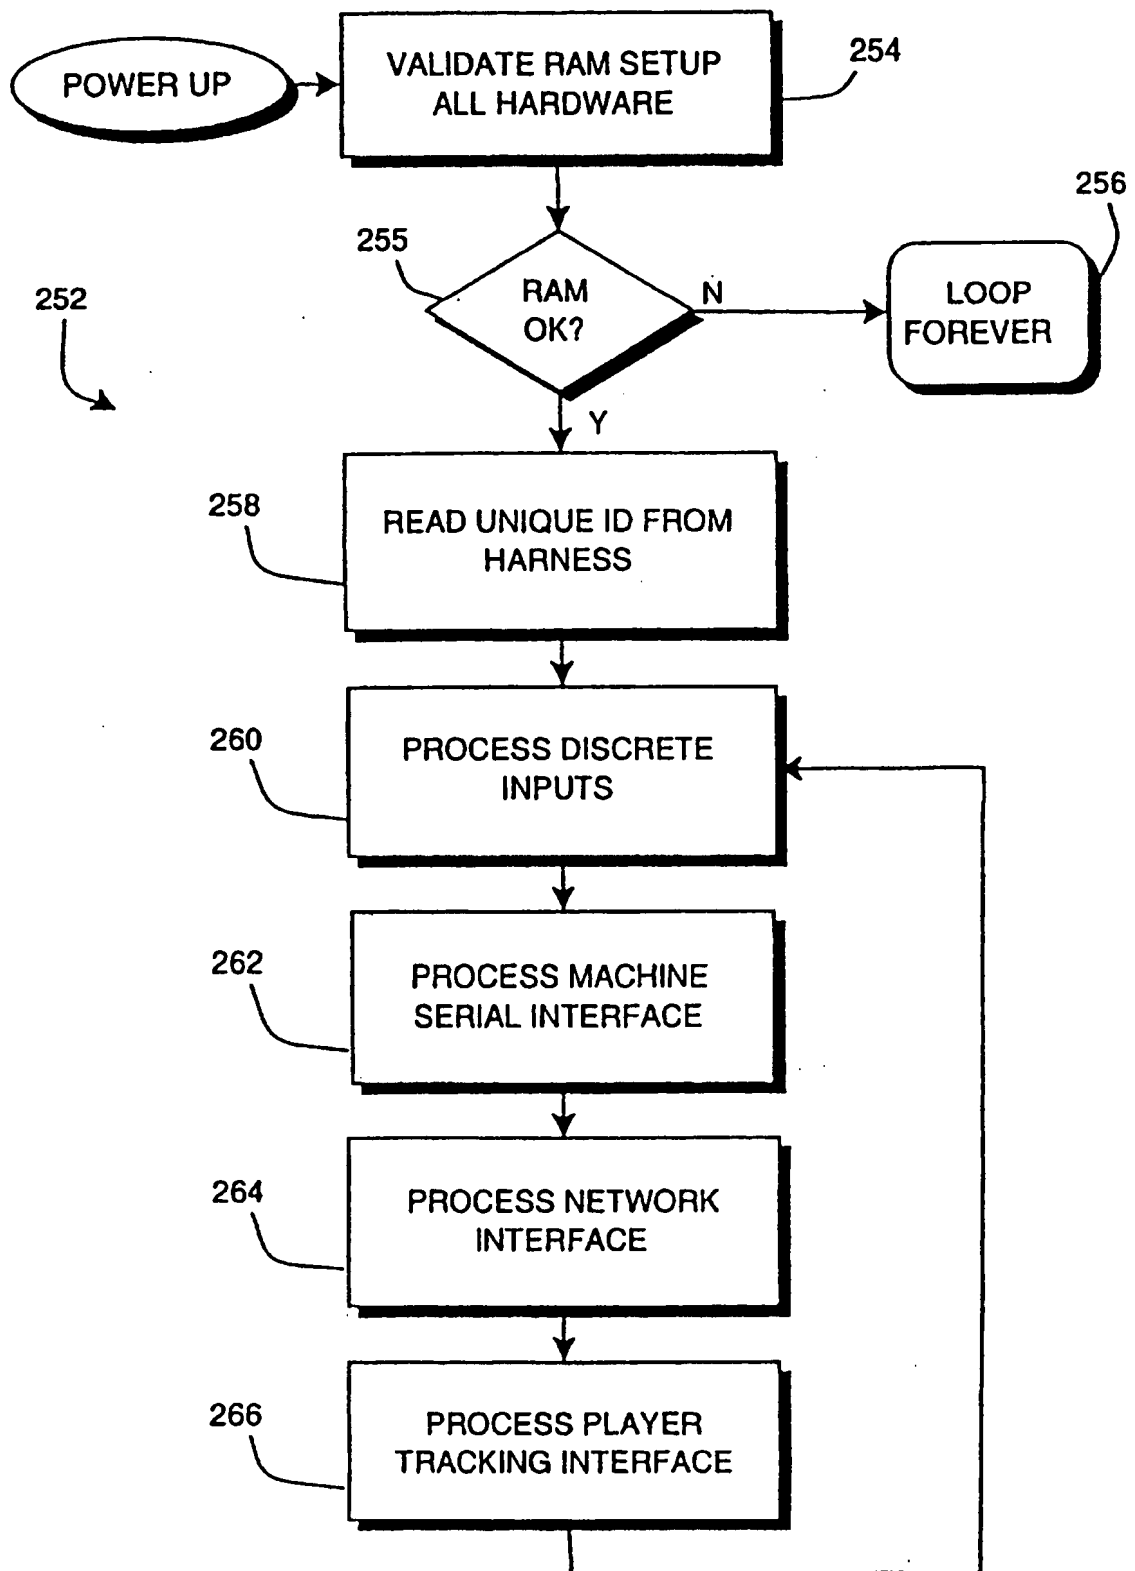 POWER UP
VALIDATE RAM SETUP
ALL HARDWARE
254
256
255
RAM
OK?
N
LOOP
FOREVER
252
Y
258
READ UNIQUE ID FROM
HARNESS
260
PROCESS DISCRETE
INPUTS
262
PROCESS MACHINE
SERIAL INTERFACE
264
PROCESS NETWORK
INTERFACE
266
PROCESS PLAYER
TRACKING INTERFACE